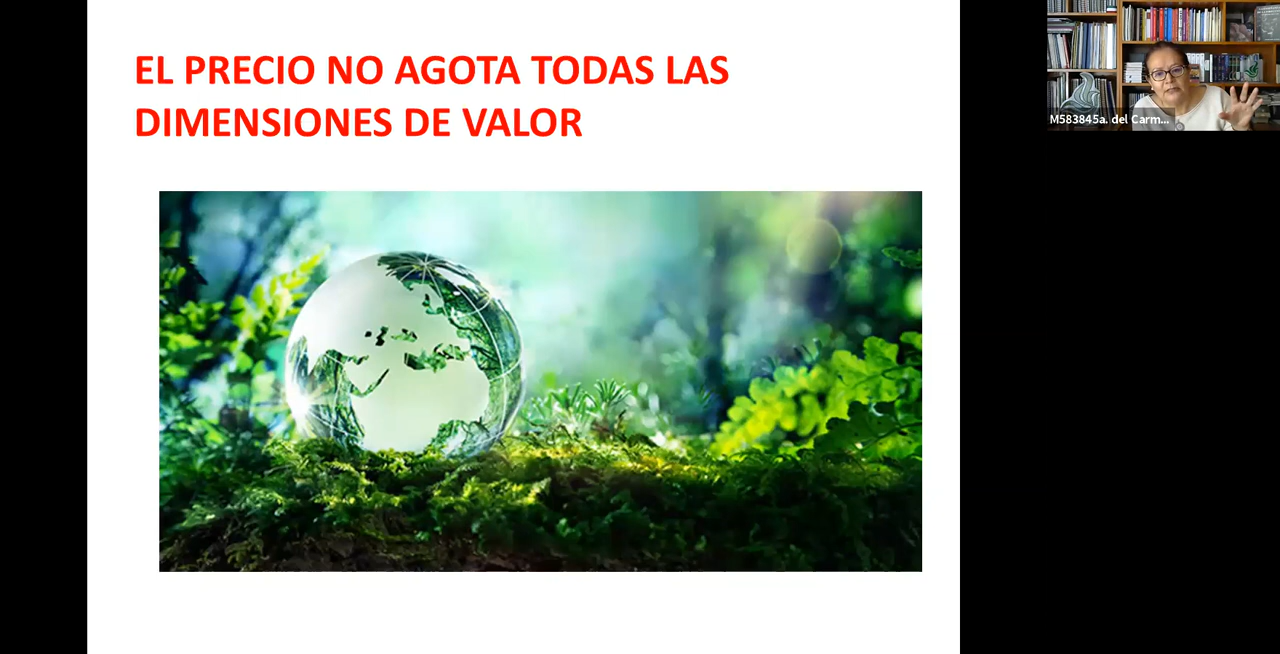 EL PRECIO NO AGOTA TODAS LAS
DIMENSIONES DE VALOR
M583845a. del Carm...